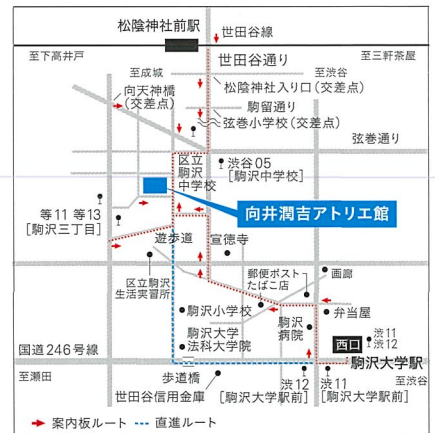 松陰神社前駅
世田谷線
至下高井戸
世田谷通り
至三軒茶屋
至成城
至渋谷
向天神橋
(交差点)
松陰神社入り口(交差点)
駒留通り
弦巻小学校(交差点)
弦巻通り
区立
駒沢
中学校
渋谷05
[駒沢中学校]
等11 等13
[駒沢三丁目]
向井潤吉アトリエ館
遊歩道
宣徳寺
区立駒沢
生活実習所
郵便ポスト
たばこ店
画廊
駒沢小学校
駒沢大学
法科大学院
駒沢
病院
弁当屋
西口
渋11
渋12
国道246号線
駒沢大学駅
至瀬田
歩道橋
至渋谷
世田谷信用金庫
渋12
[駒沢大学駅前]
渋11
[駒沢大学駅前]
案内板ルート
直進ルート